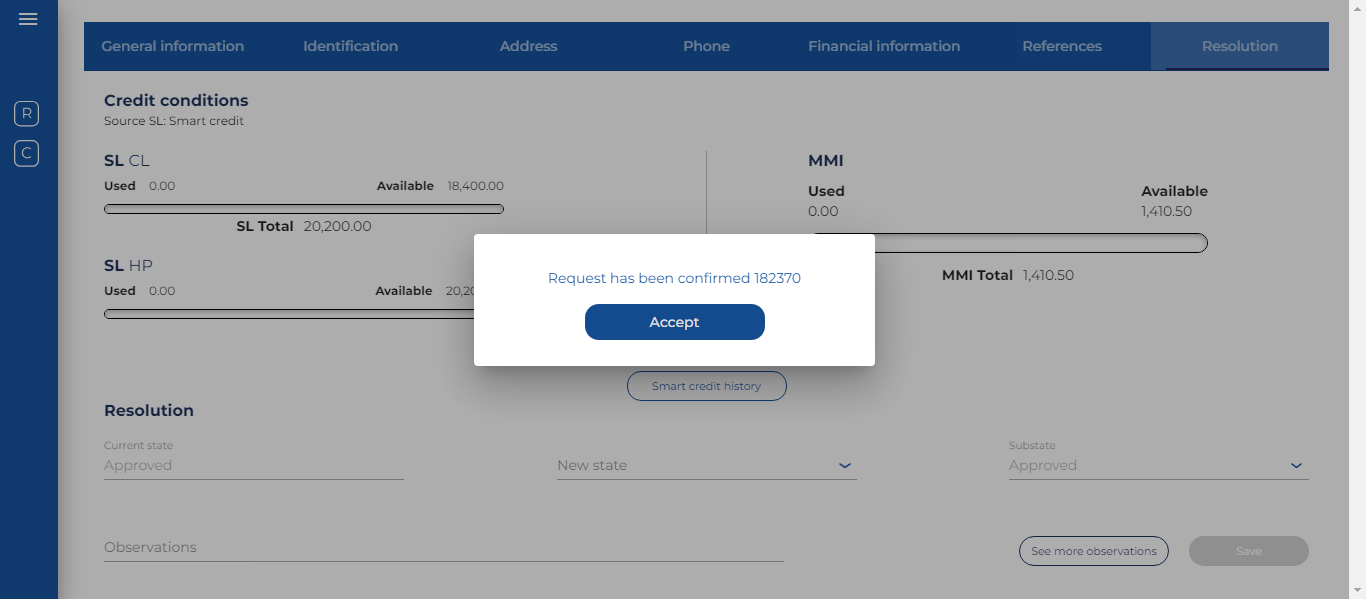 General information Identification Address Phone Financial information References Resolution
R
C
Credit conditions
Source SL: Smart credit
SL CL
Used 0.00 Available 18,400.00
SL Total 20,200.00
SL HP
Used 0.00 Available
MMI
Used Available
0.00 1,410.50
MMI Total 1,410.50
Request has been confirmed 182370
Accept
Smart credit history
Resolution
Current state Substate
Approved New state Approved
Observations See more observations Save